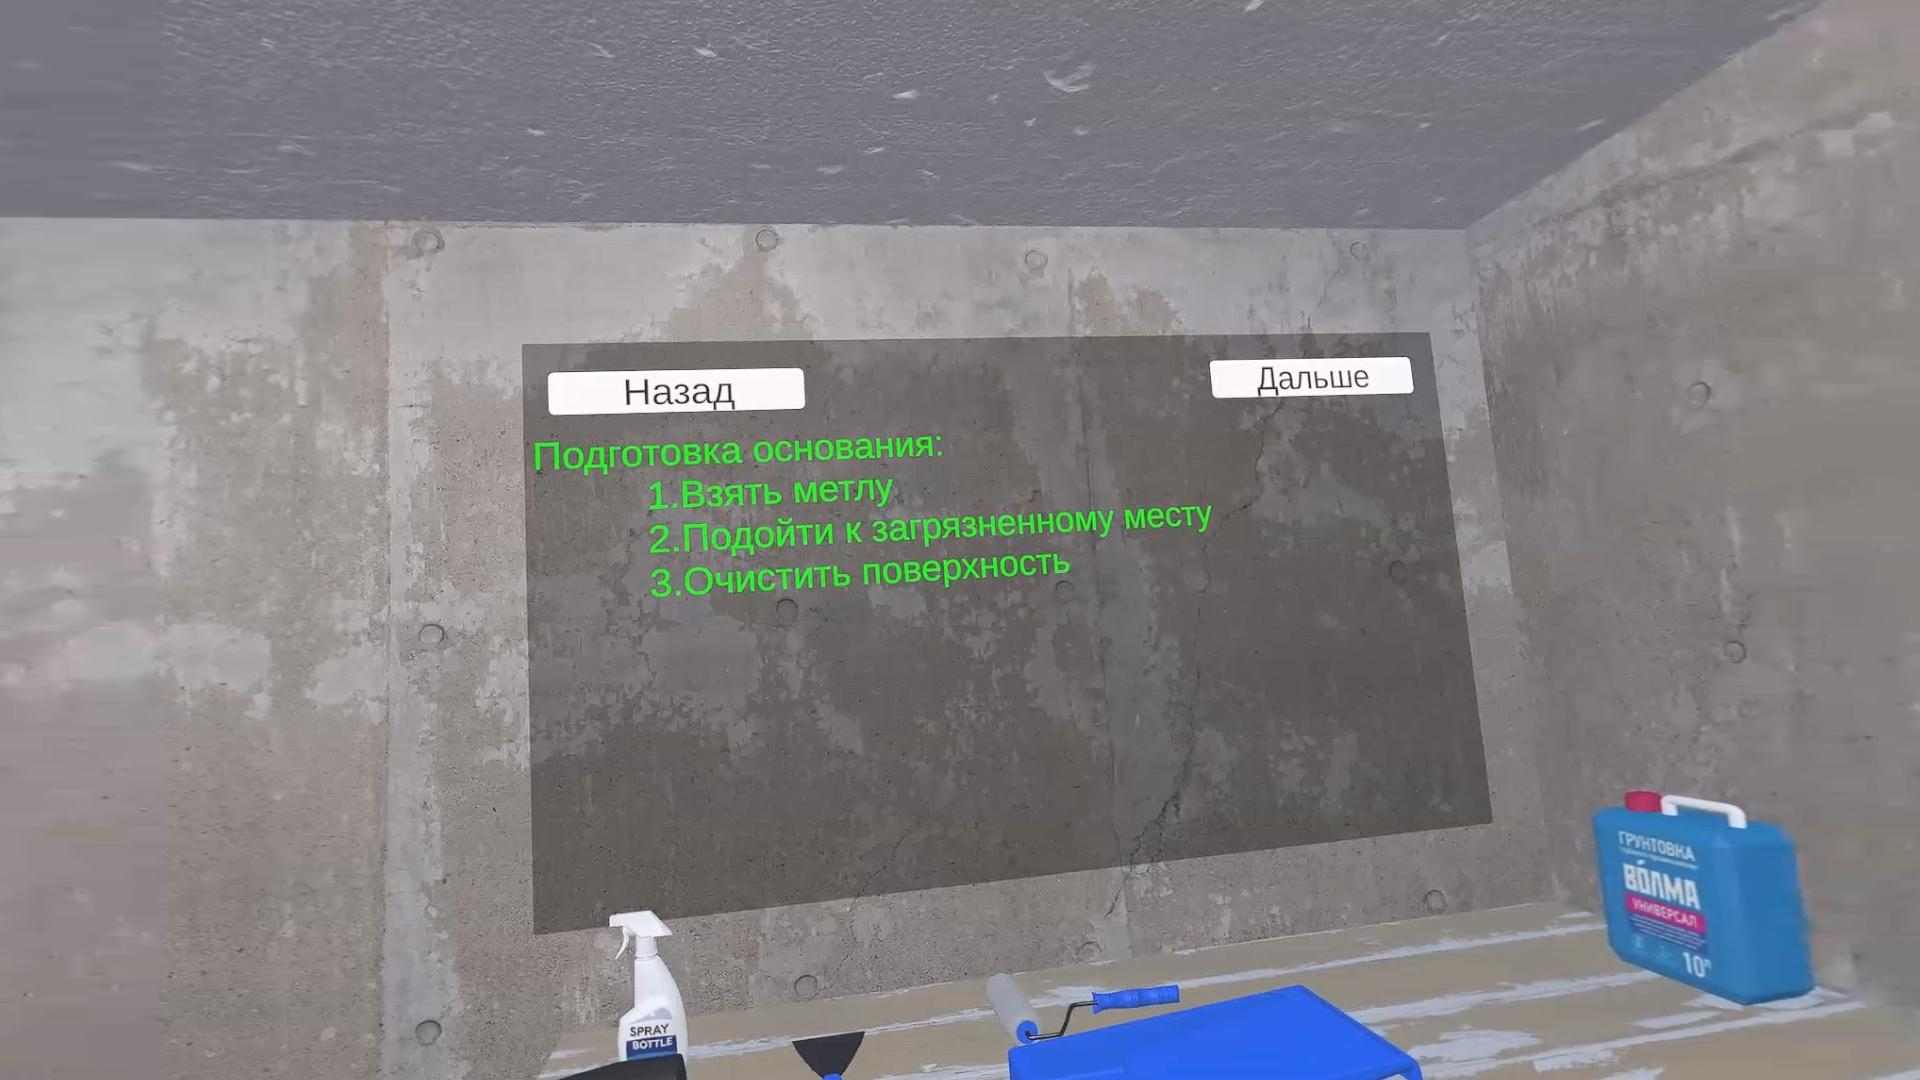 Назад
Дальше
Подготовка основания:
1.Взять метлу
2.Подойти к загрязненному месту
3.Очистить поверхность
ГРУНТОВКА
ВОЛМА
УНИВЕРСАЛ
10л
SPRAY
BOTTLE